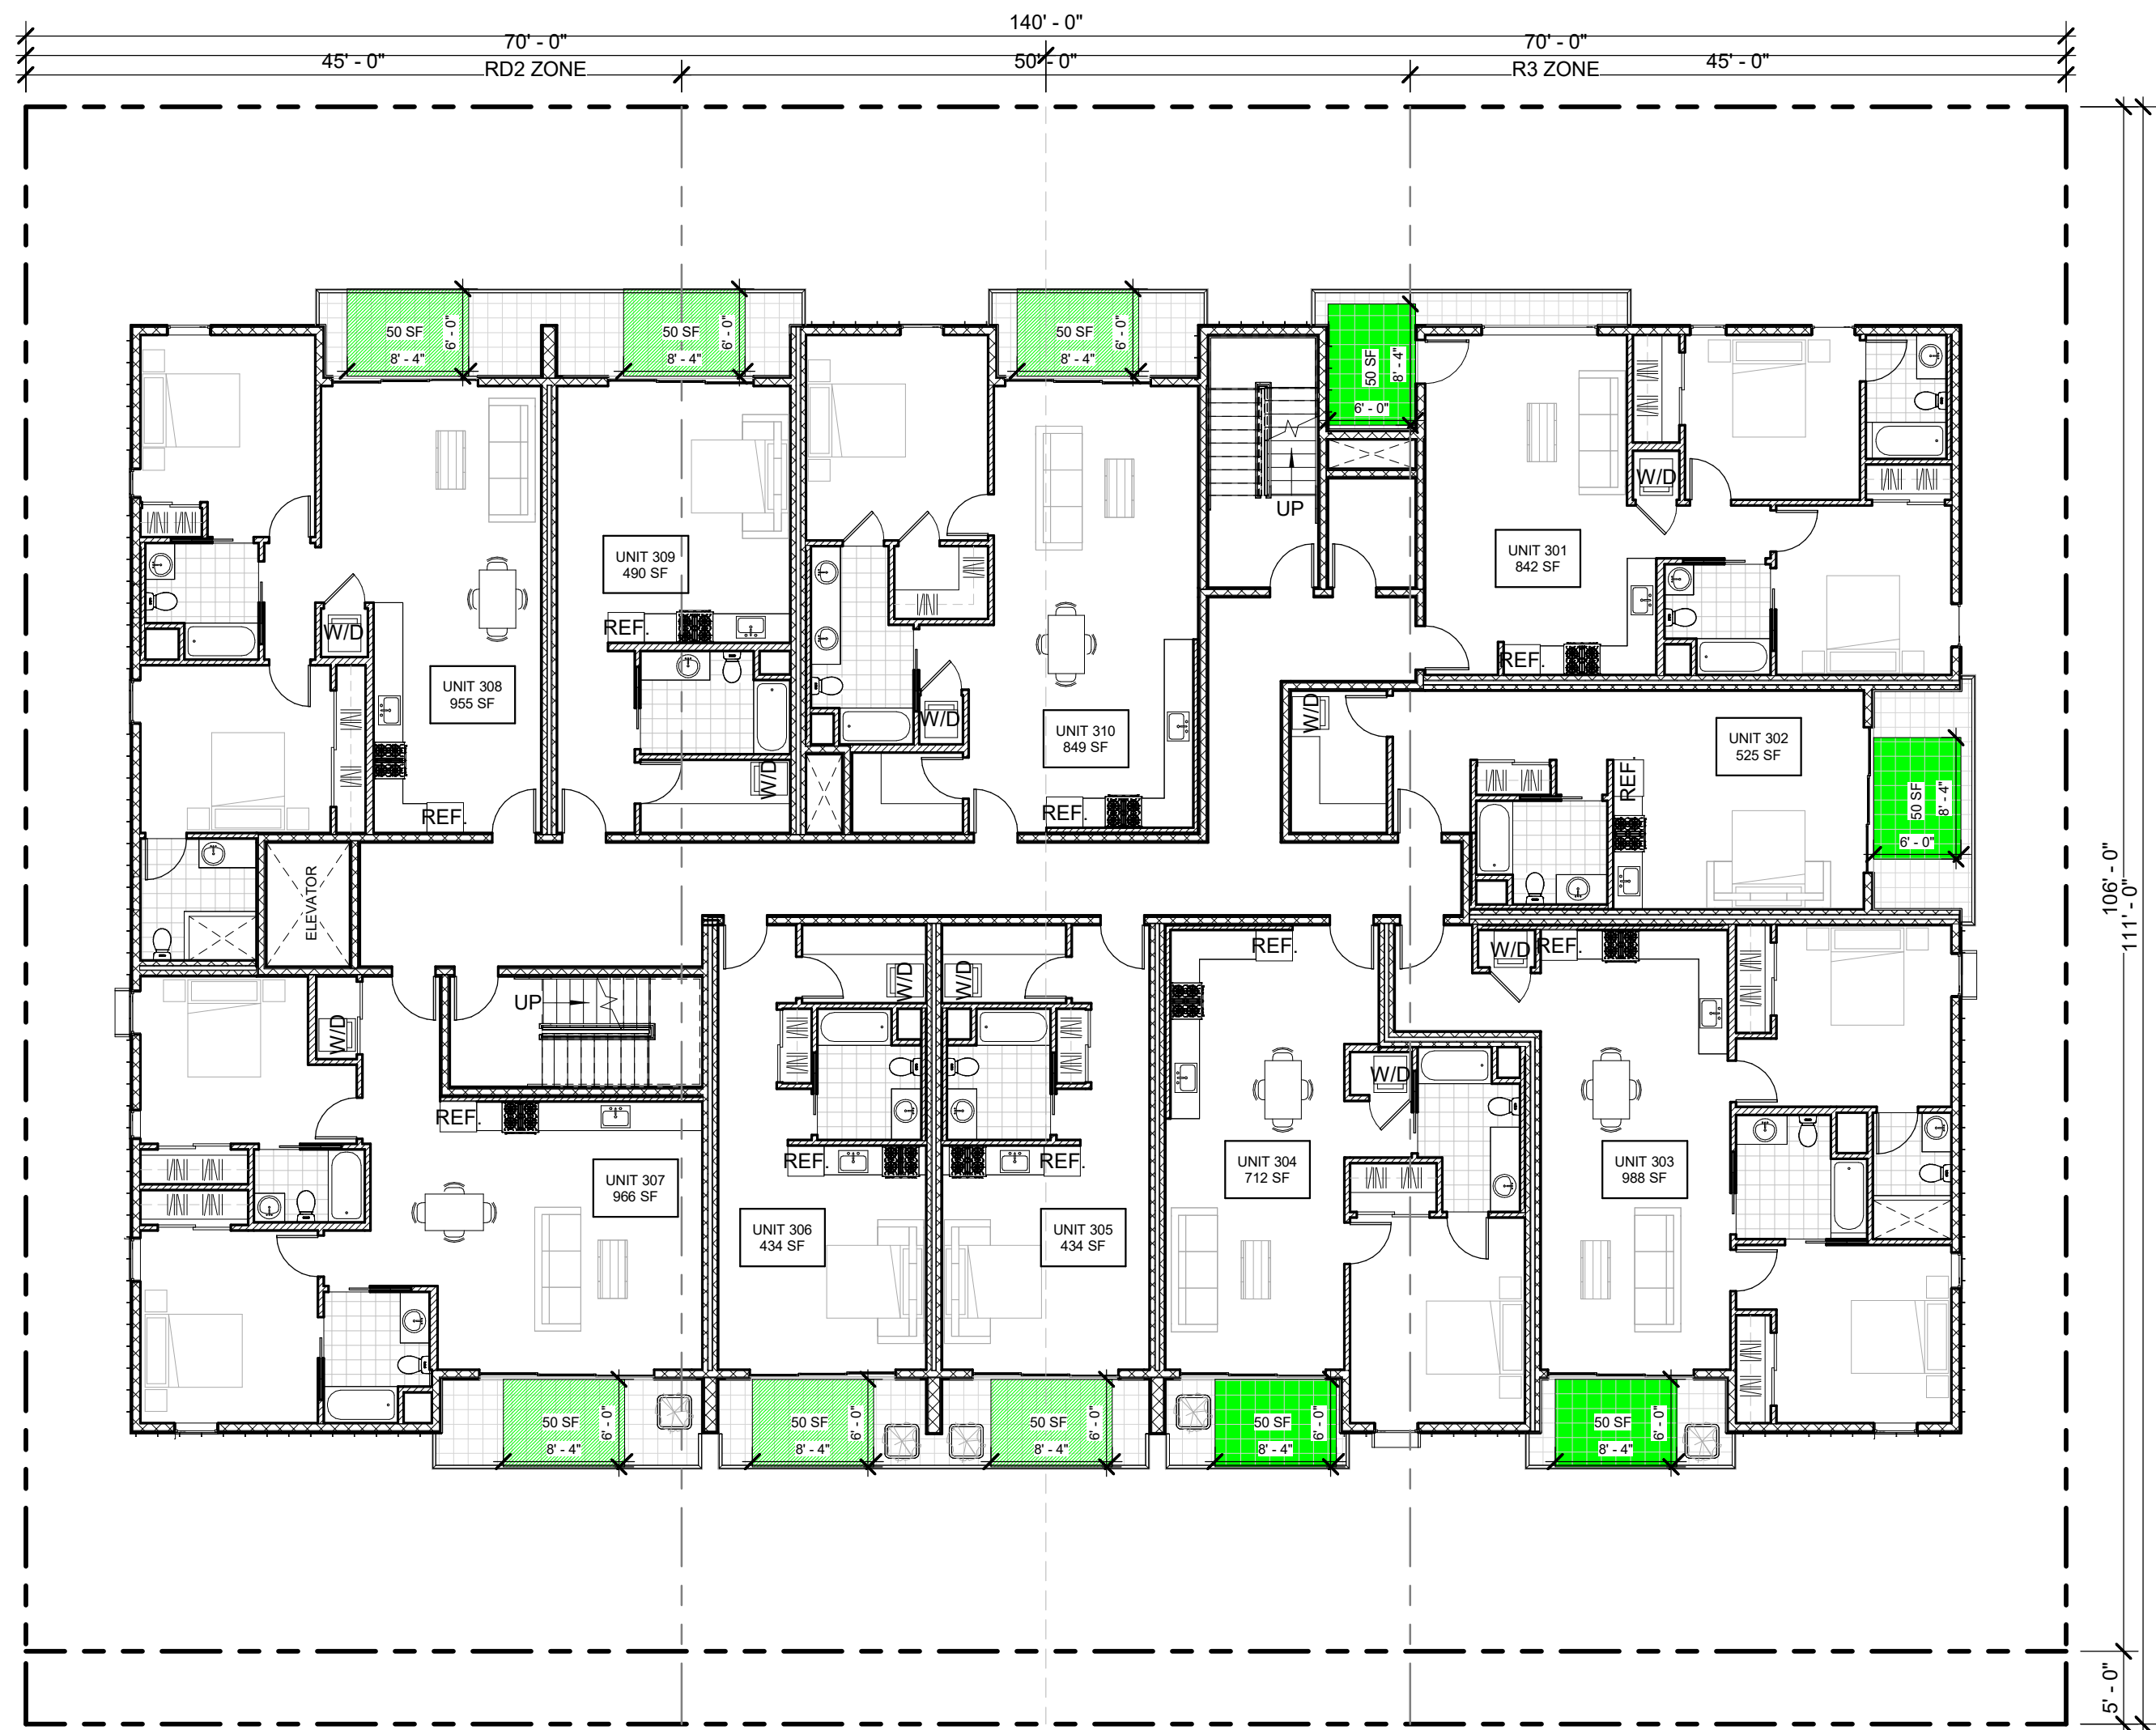 140' - 0"
70' - 0"
70' - 0"
45' - 0"
50' - 0"
45' - 0"
RD2 ZONE
R3 ZONE
50 SF
6' - 0"
8' - 4"
50 SF
6' - 0"
8' - 4"
50 SF
6' - 0"
8' - 4"
50 SF
8' - 4"
6' - 0"
W/D
UP
UNIT 309
490 SF
UNIT 301
842 SF
REF.
W/D
REF.
UNIT 308
955 SF
W/D
UNIT 310
849 SF
W/D
UNIT 302
525 SF
W/D
REF.
REF.
REF.
50 SF
8' - 4"
6' - 0"
ELEVATOR
106' - 0"
111' - 0"
REF.
W/D
REF.
UP
W/D
W/D
W/D
W/D
REF.
REF.
REF.
UNIT 307
966 SF
UNIT 304
712 SF
UNIT 303
988 SF
UNIT 306
434 SF
UNIT 305
434 SF
50 SF
6' - 0"
8' - 4"
50 SF
6' - 0"
8' - 4"
50 SF
6' - 0"
8' - 4"
50 SF
6' - 0"
8' - 4"
50 SF
6' - 0"
8' - 4"
5' - 0"